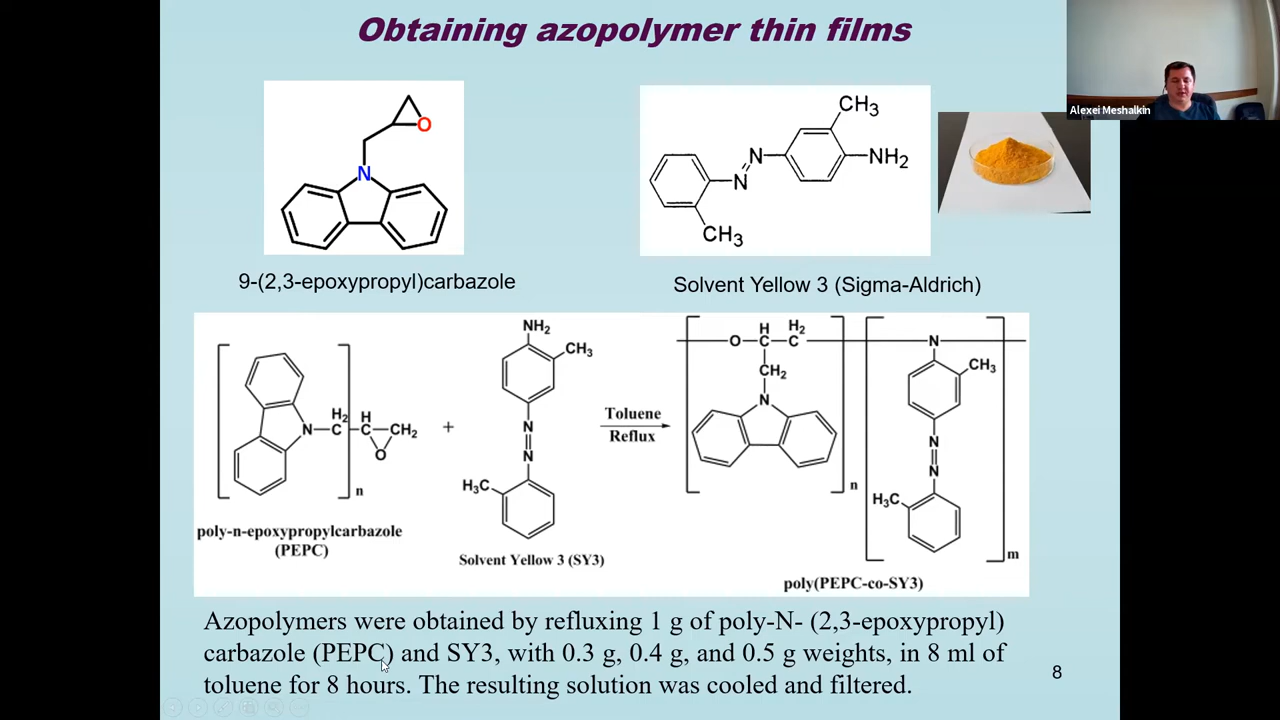 Obtaining azopolymer thin films
Alexei Meshalkin
O
N
9-(2,3-epoxypropyl)carbazole
CH3
N
N
NH2
CH3
Solvent Yellow 3 (Sigma-Aldrich)
N
H2
C
H
C
CH2
O
n
poly-n-epoxypropylcarbazole
(PEPC)
+
NH2
CH3
N
N
H3C
Solvent Yellow 3 (SY3)
Toluene
Reflux
O
H
C
H2
C
CH2
N
n
N
CH3
N
N
H3C
m
poly(PEPC-co-SY3)
Azopolymers were obtained by refluxing 1 g of poly-N- (2,3-epoxypropyl)
carbazole (PEPC) and SY3, with 0.3 g, 0.4 g, and 0.5 g weights, in 8 ml of
toluene for 8 hours. The resulting solution was cooled and filtered.
8